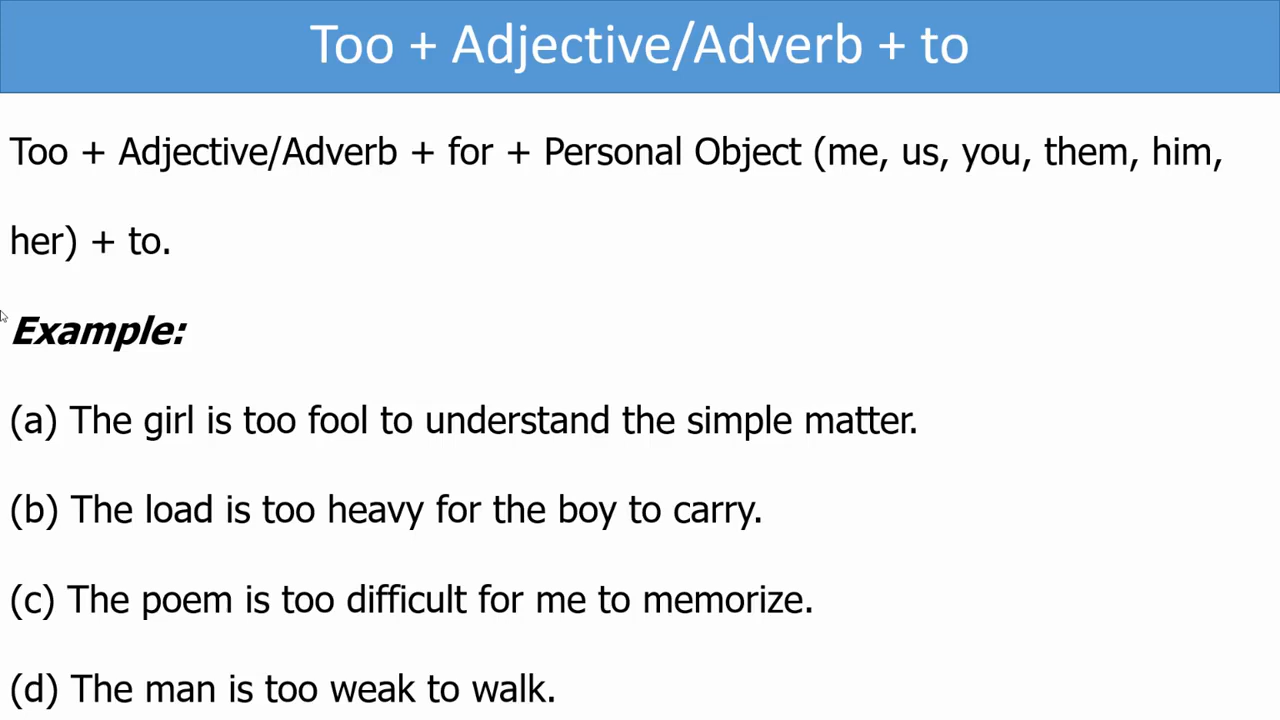 Too + Adjective/Adverb + to
Too + Adjective/Adverb + for + Personal Object (me, us, you, them, him,
her) + to.
Example:
(a) The girl is too fool to understand the simple matter.
(b) The load is too heavy for the boy to carry.
(c) The poem is too difficult for me to memorize.
(d) The man is too weak to walk.